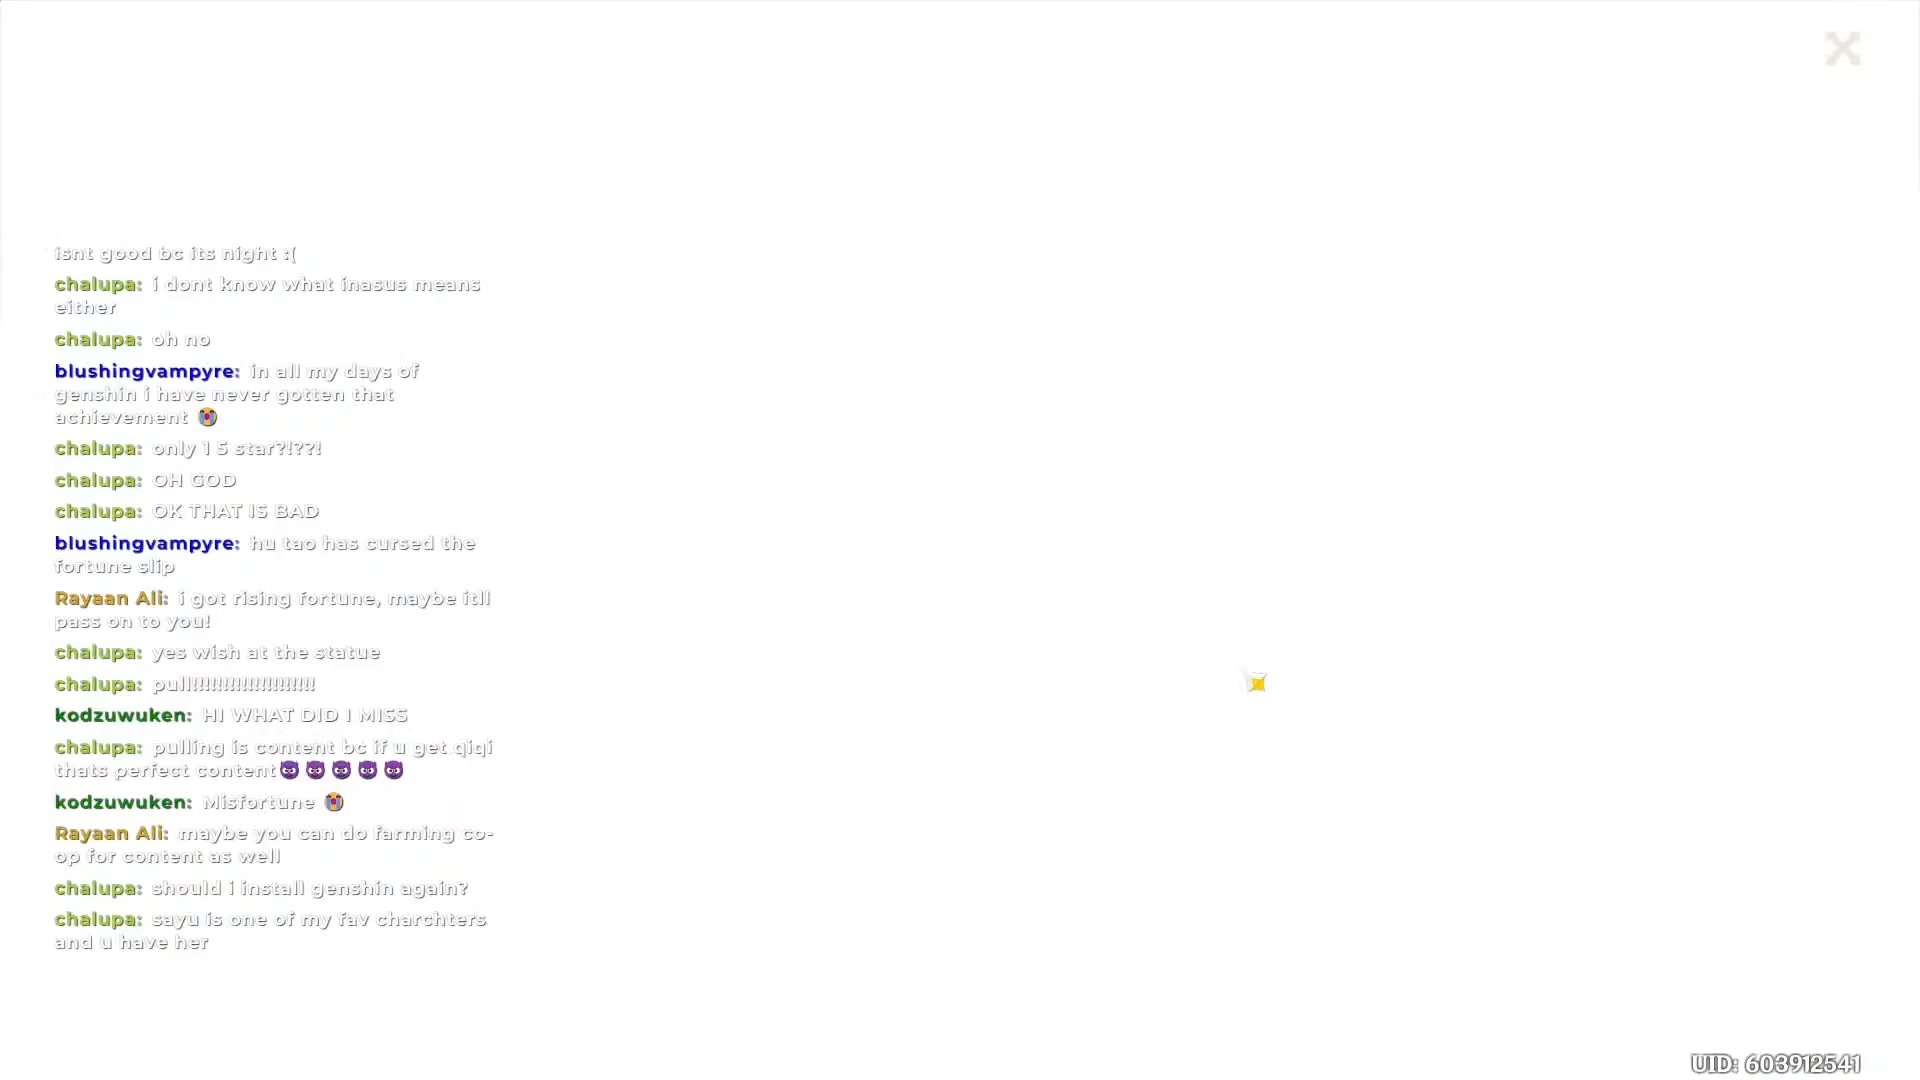 isnt good bc its night :(
chalupa: i dont know what inasus means
either
chalupa: oh no
blushingvampyre: in all my days of
genshin i have never gotten that
achievement 😭
chalupa: only 1 5 star?!??!
chalupa: OH GOD
chalupa: OK THAT IS BAD
blushingvampyre: hu tao has cursed the
fortune slip
Rayaan Ali: i got rising fortune, maybe itll
pass on to you!
chalupa: yes wish at the statue
chalupa: pull!!!!!!!!!!!!!!!!!!!!!!
kodzuwuken: HI WHAT DID I MISS
chalupa: pulling is content bc if u get qiqi
thats perfect content😈😈😈😈😈
kodzuwuken: Misfortune 😭
Rayaan Ali: maybe you can do farming co-
op for content as well
chalupa: should i install genshin again?
chalupa: sayu is one of my fav charchters
and u have her
UID: 603912541